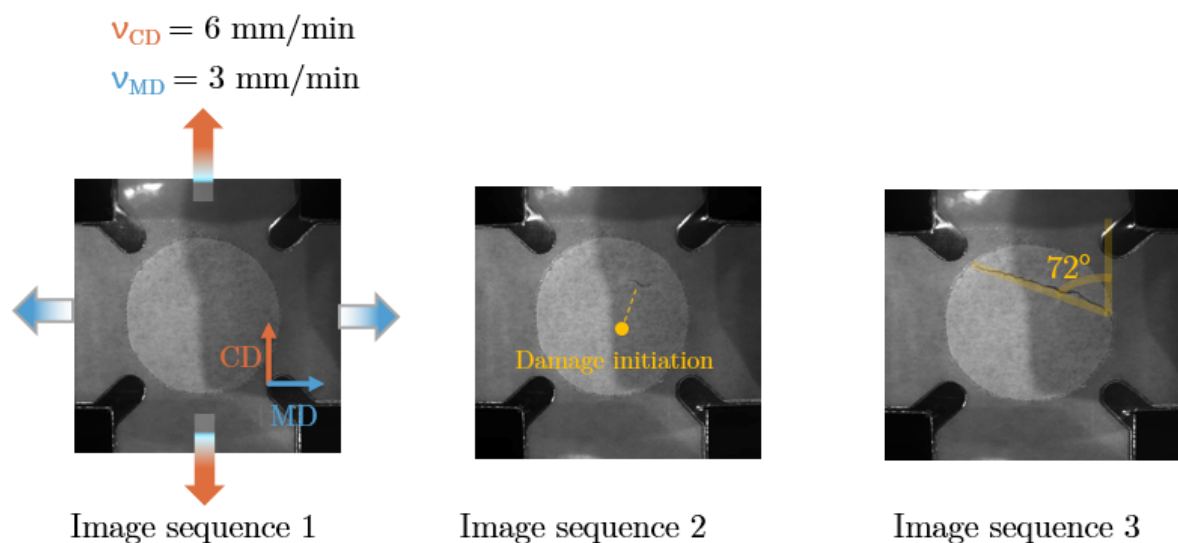 νCD = 6 mm/min
νMD = 3 mm/min
CD
MD
Damage initiation
72°
Image sequence 1
Image sequence 2
Image sequence 3